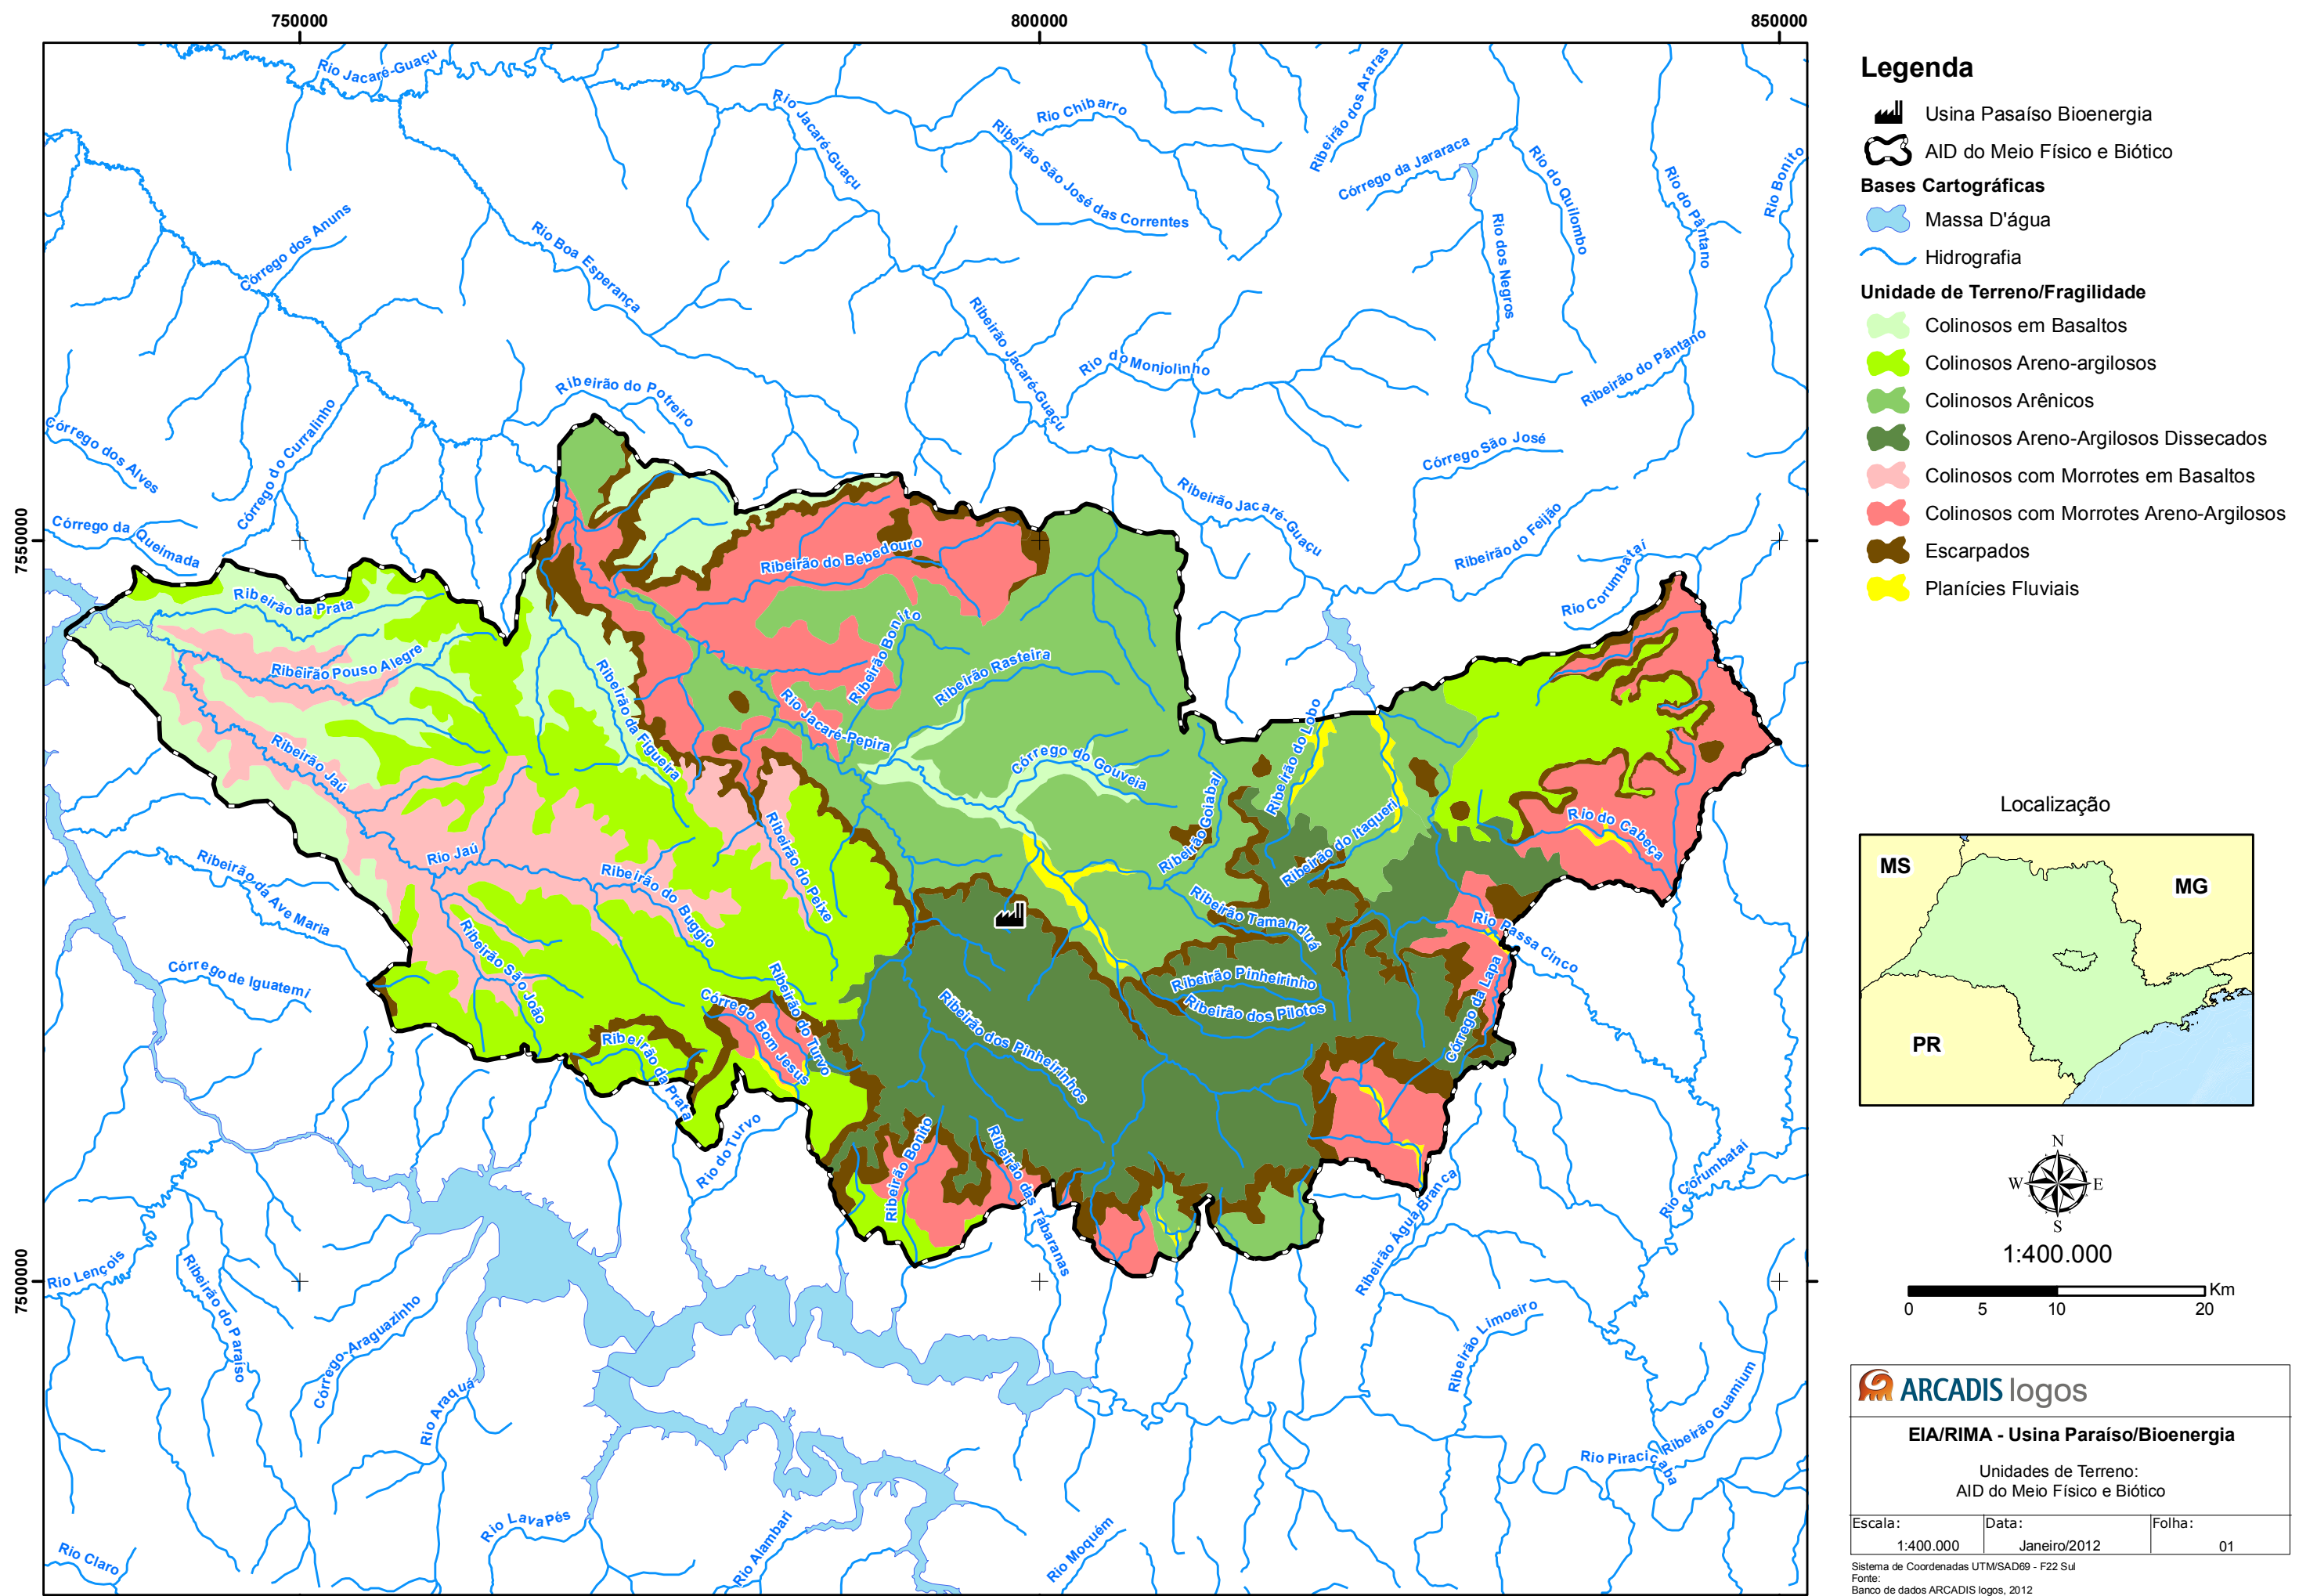 750000
800000
850000
7550000
7500000
Rio Jacaré-Guaçu
Rio Jacaré-Guaçu
Rio Chibarro
Ribeirão dos Araras
Ribeirão São José das Correntes
Córrego da Jararaca
Rio do Quilombo
Rio do Pântano
Rio Bonito
Rio dos Negros
Córrego dos Anuns
Rio Boa Esperança
Ribeirão Jacaré-Guaçu
Rio do Monjolinho
Ribeirão do Pântano
Ribeirão do Potreiro
Córrego do Curralinho
Córrego dos Alves
Córrego São José
Córrego da Queimada
Ribeirão Jacaré-Guaçu
Ribeirão do Feijão
Rio Corumbataí
Ribeirão do Bebedouro
Ribeirão da Prata
Ribeirão Pouso Alegre
Ribeirão Bonito
Ribeirão Rasteira
Ribeirão da Figueira
Rio Jacaré-Pepira
Ribeirão do Lobo
Ribeirão Jaú
Córrego do Gouveia
Ribeirão Goiabal
Ribeirão do Itaqueri
Rio do Cabeça
Rio Jaú
Ribeirão do Peixe
Ribeirão da Ave Maria
Ribeirão do Buggio
Ribeirão Tamanduá
Rio Passa Cinco
Ribeirão São João
Córrego de Iguatemi
Ribeirão Pinheirinho
Ribeirão dos Pilotos
Córrego da Lapa
Ribeirão do Turvo
Córrego Bom Jesus
Ribeirão dos Pinheirinhos
Ribeirão da Prata
Rio do Turvo
Ribeirão Bonito
Ribeirão das Tabaranas
Ribeirão Água Branca
Rio Corumbataí
Rio Lençois
Ribeirão do Paraíso
Córrego-Araguazinho
Rio Araquá
Ribeirão Limoeiro
Ribeirão Guamium
Rio Piracicaba
Rio LavaPés
Rio Alambari
Rio Moquém
Rio Claro
Legenda
Usina Pasaíso Bioenergia
AID do Meio Físico e Biótico
Bases Cartográficas
Massa D'água
Hidrografia
Unidade de Terreno/Fragilidade
Colinosos em Basaltos
Colinosos Areno-argilosos
Colinosos Arênicos
Colinosos Areno-Argilosos Dissecados
Colinosos com Morrotes em Basaltos
Colinosos com Morrotes Areno-Argilosos
Escarpados
Planícies Fluviais
Localização
MS
MG
PR
N
W E
S
1:400.000
Km
0 5 10 20
ARCADIS logos
EIA/RIMA - Usina Paraíso/Bioenergia
Unidades de Terreno:
AID do Meio Físico e Biótico
Escala: Data: Folha:
1:400.000 Janeiro/2012 01
Sistema de Coordenadas UTM/SAD69 - F22 Sul
Fonte:
Banco de dados ARCADIS logos, 2012